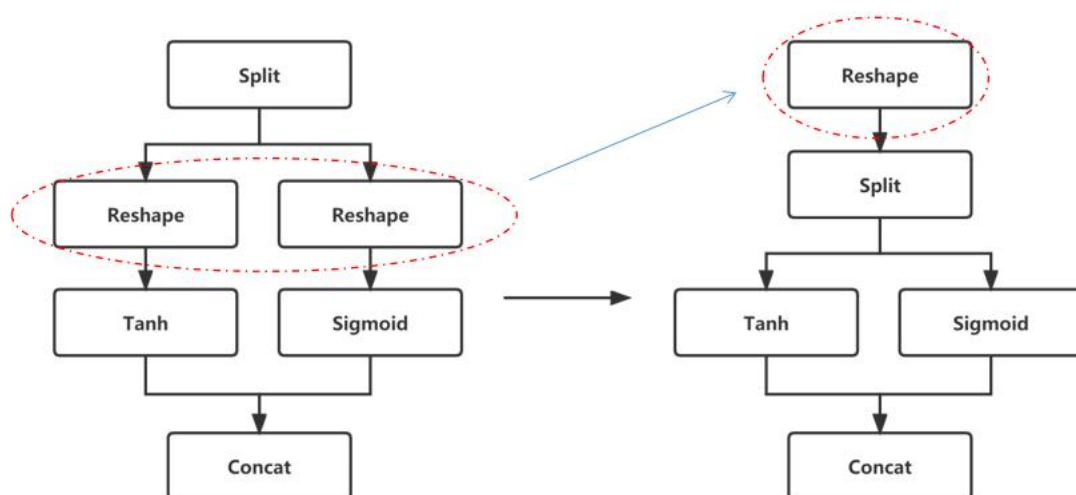 Split
Reshape
Reshape
Tanh
Sigmoid
Concat
Reshape
Split
Tanh
Sigmoid
Concat